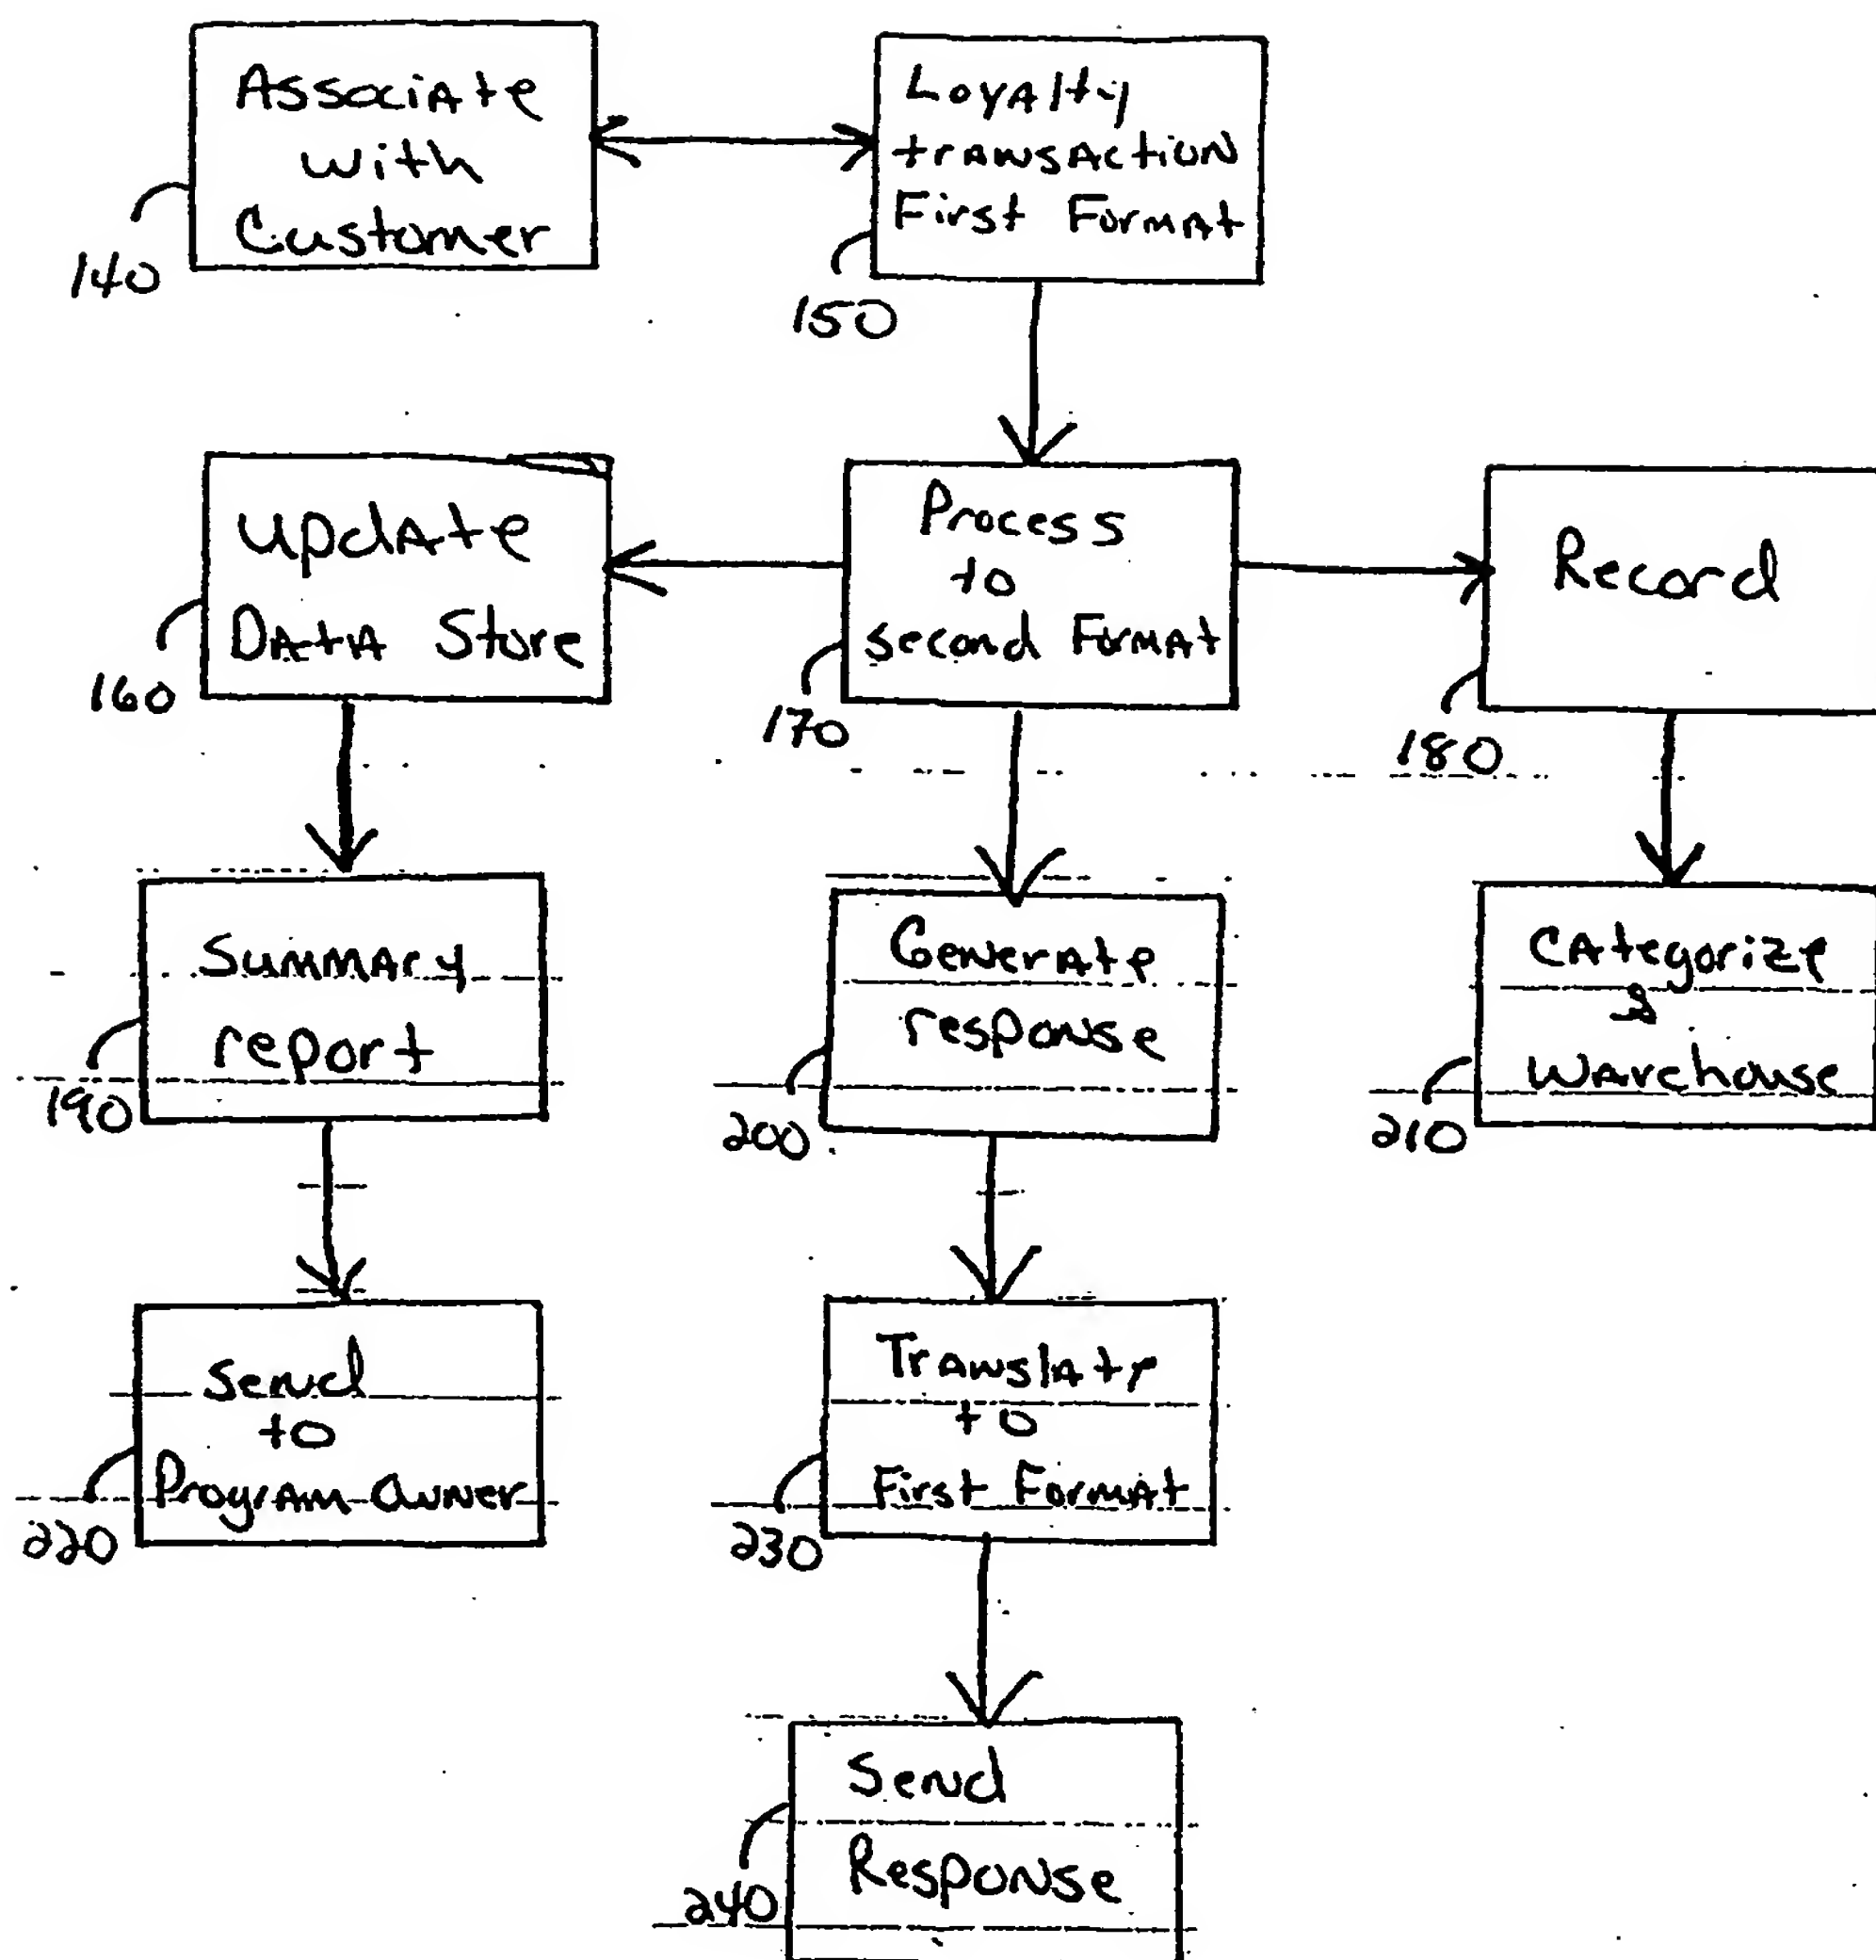 Associate
with
Customer
140
Loyalty
transaction
First Format
150
update
Data Store
160
Process
to
second Format
170
Record
180
Summary
report
190
Generate
response
200
Categorize
&
Warehouse
210
Send
to
Program Owner
220
Translate
to
First Format
230
Send
Response
240